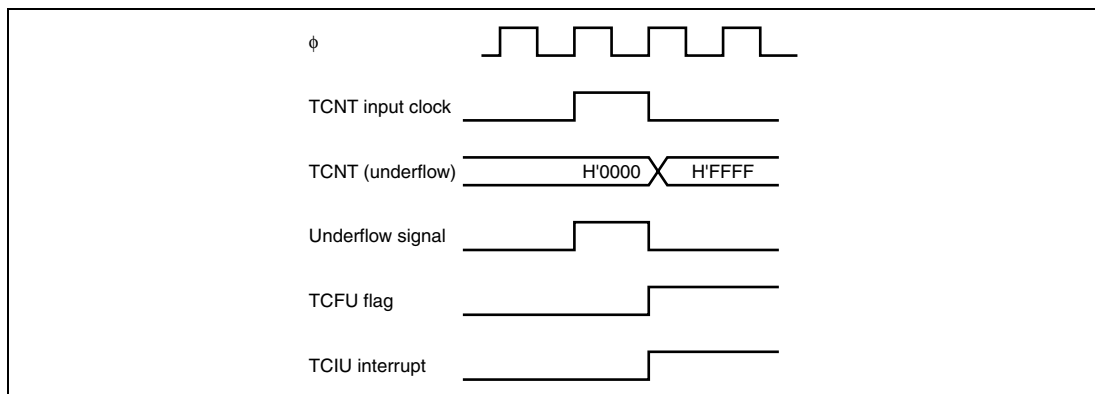 ϕ
TCNT input clock
TCNT (underflow) H'0000 H'FFFF
Underflow signal
TCFU flag
TCIU interrupt